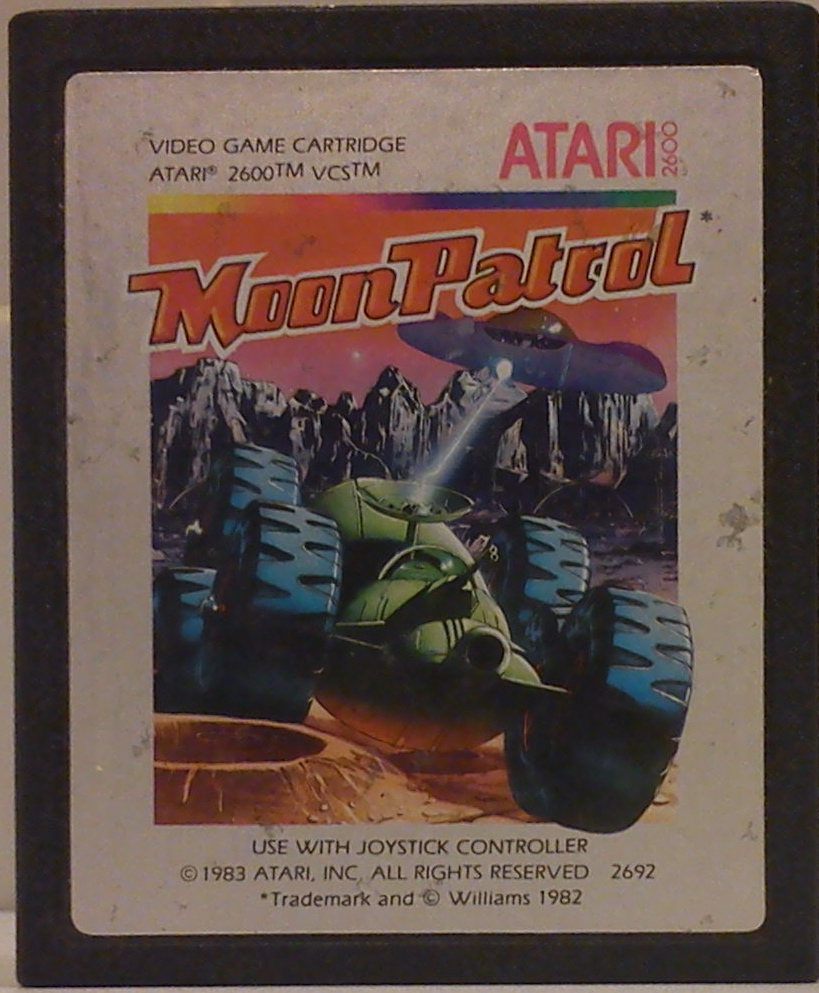 VIDEO GAME CARTRIDGE
ATARI® 2600™ VCS™
ATARI 2600
MoonPatrol*
USE WITH JOYSTICK CONTROLLER
©1983 ATARI, INC. ALL RIGHTS RESERVED 2692
*Trademark and © Williams 1982